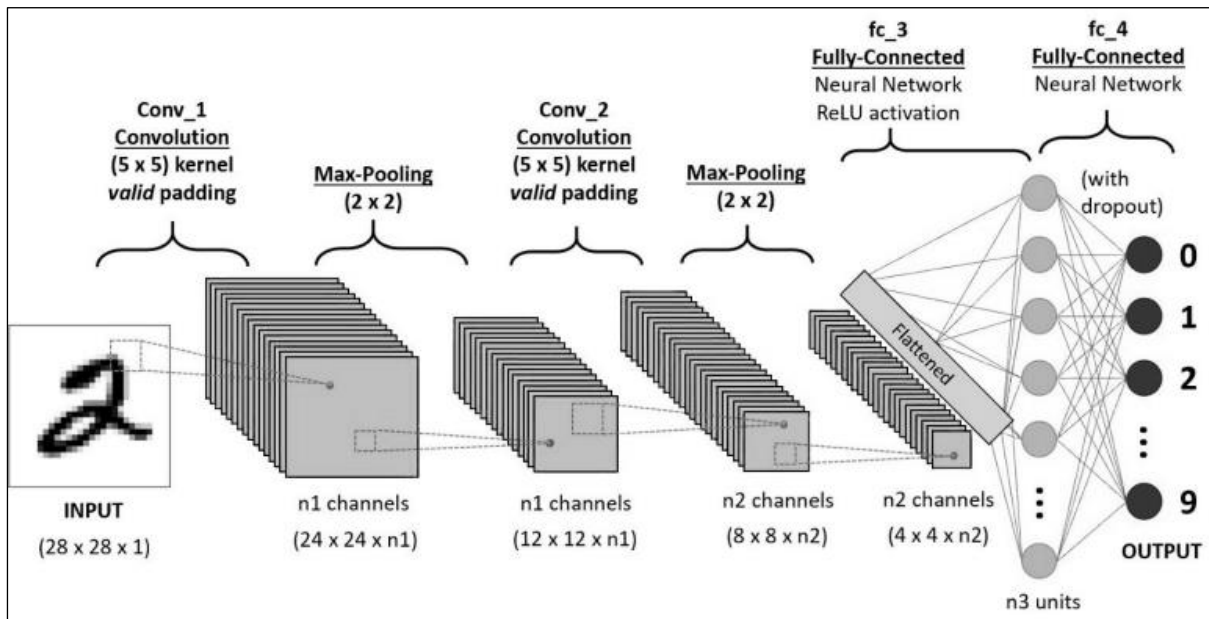 fc_3
Fully-Connected
Neural Network
ReLU activation
fc_4
Fully-Connected
Neural Network
Conv_1
Convolution
(5 x 5) kernel
valid padding
Max-Pooling
(2 x 2)
Conv_2
Convolution
(5 x 5) kernel
valid padding
Max-Pooling
(2 x 2)
(with
dropout)
Flattened
0
1
2
9
INPUT
(28 x 28 x 1)
n1 channels
(24 x 24 x n1)
n1 channels
(12 x 12 x n1)
n2 channels
(8 x 8 x n2)
n2 channels
(4 x 4 x n2)
OUTPUT
n3 units